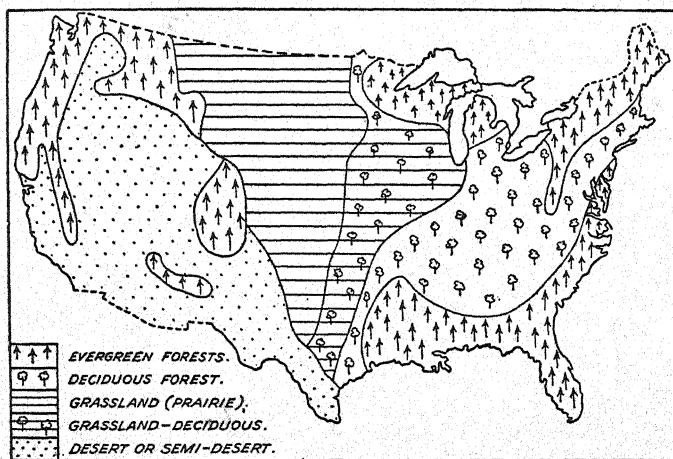 EVERGREEN FORESTS.
DECIDUOUS FOREST.
GRASSLAND (PRAIRIE).
GRASSLAND-DECIDUOUS.
DESERT OR SEMI-DESERT.